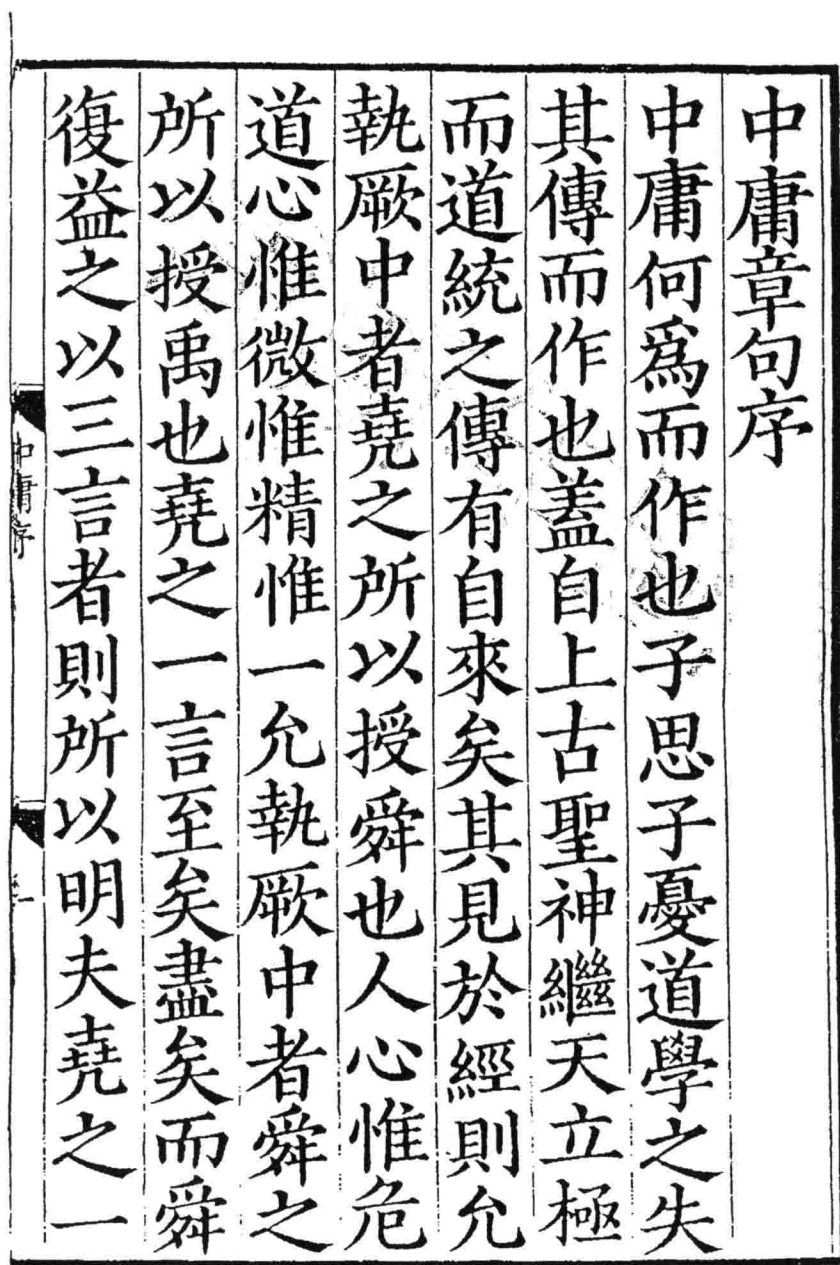 中庸章句序
中庸何爲而作也子思子憂道學之失
其傳而作也蓋自上古聖神繼天立極
而道統之傳有自來矣其見於經則允
執厥中者堯之所以授舜也人心惟危
道心惟微惟精惟一允執厥中者舜之
所以授禹也堯之一言至矣盡矣而舜
復益之以三言者則所以明夫堯之一
中庸序